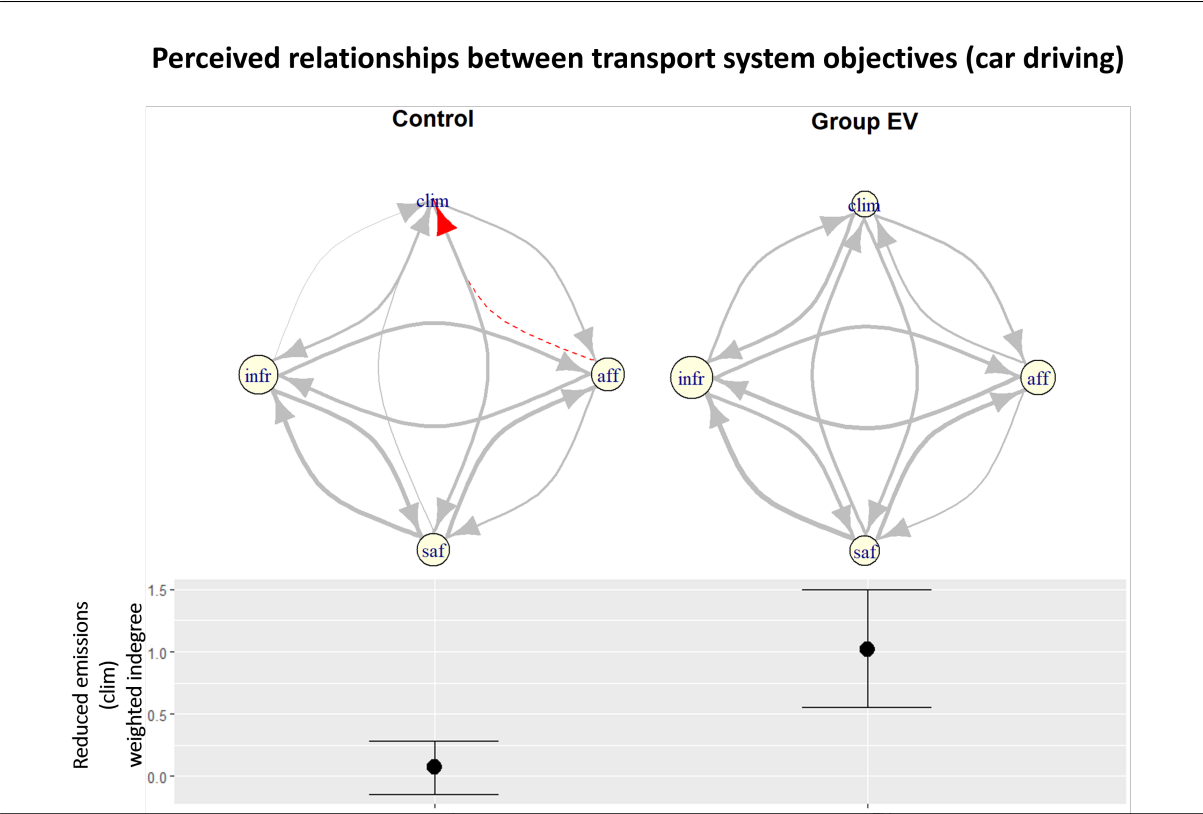 Perceived relationships between transport system objectives (car driving)
Control
Group EV
clim
clim
infr
aff
infr
aff
saf
saf
Reduced emissions
(clim)
weighted indegree
1.5
1.0
0.5
0.0